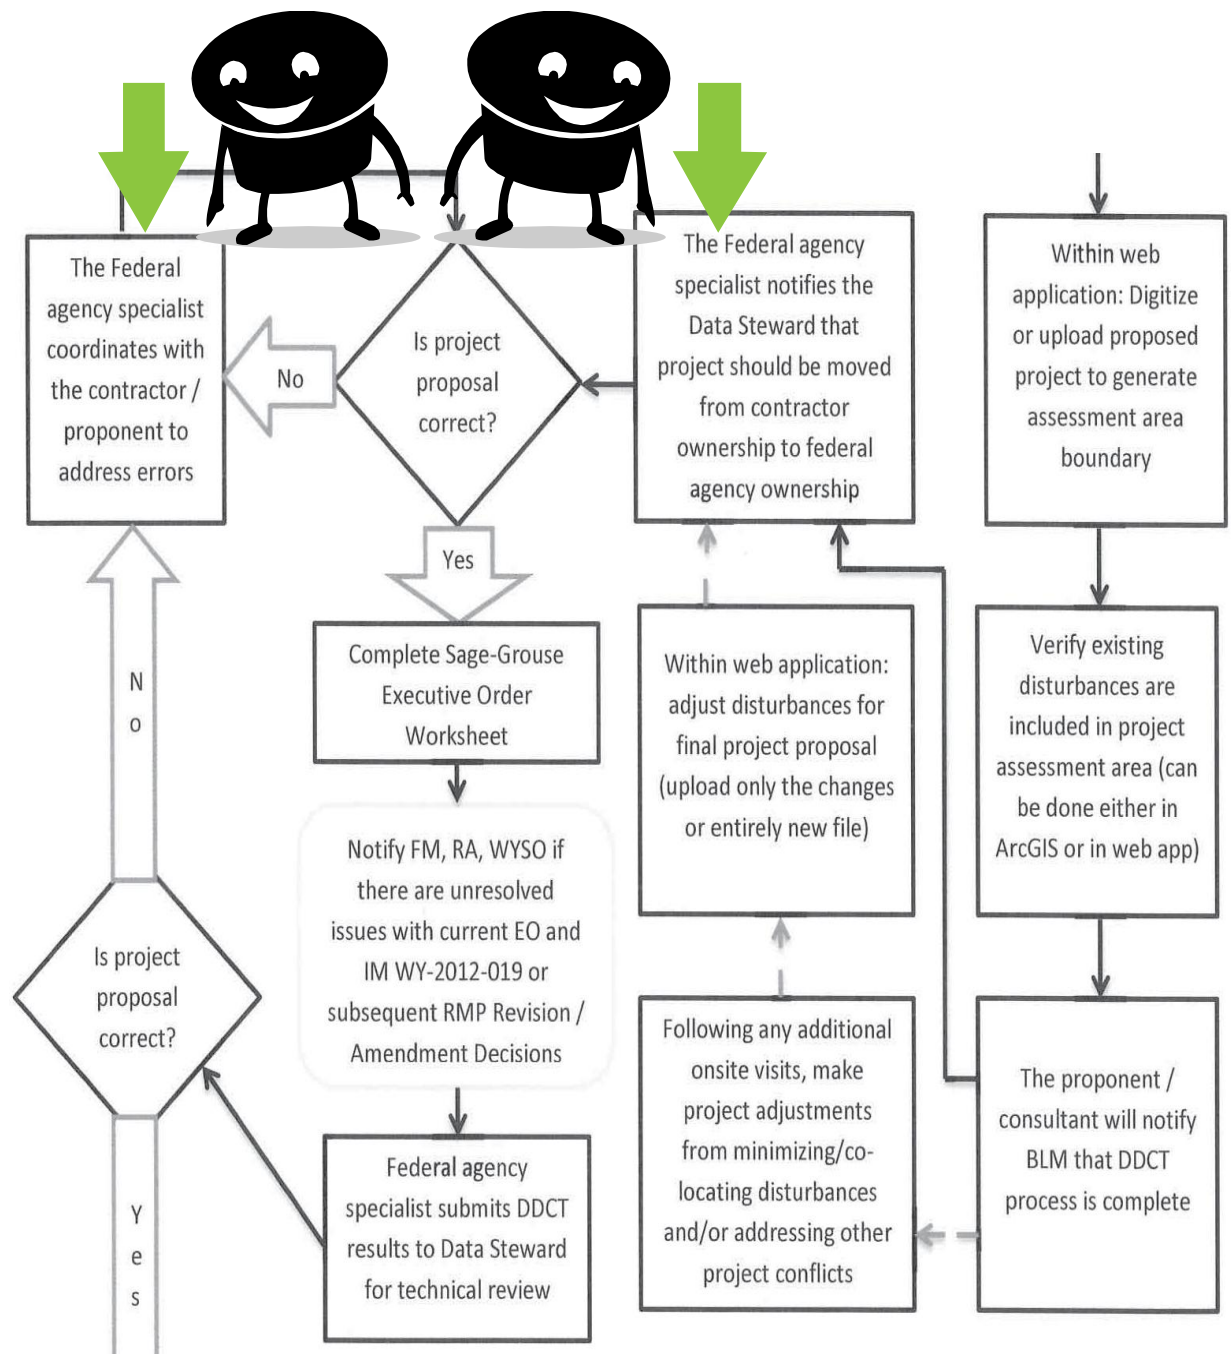 The Federal
agency specialist
coordinates with
the contractor /
proponent to
address errors
No
Is project
proposal
correct?
The Federal agency
specialist notifies the
Data Steward that
project should be moved
from contractor
ownership to federal
agency ownership
Within web
application: Digitize
or upload proposed
project to generate
assessment area
boundary
Yes
Complete Sage-Grouse
Executive Order
Worksheet
Within web application:
adjust disturbances for
final project proposal
(upload only the changes
or entirely new file)
Verify existing
disturbances are
included in project
assessment area (can
be done either in
ArcGIS or in web app)
N
o
Notify FM, RA, WYSO if
there are unresolved
issues with current EO and
IM WY-2012-019 or
subsequent RMP Revision /
Amendment Decisions
Is project
proposal
correct?
Following any additional
onsite visits, make
project adjustments
from minimizing/co-
locating disturbances
and/or addressing other
project conflicts
The proponent /
consultant will notify
BLM that DDCT
process is complete
Federal agency
specialist submits DDCT
results to Data Steward
for technical review
Y
e
s